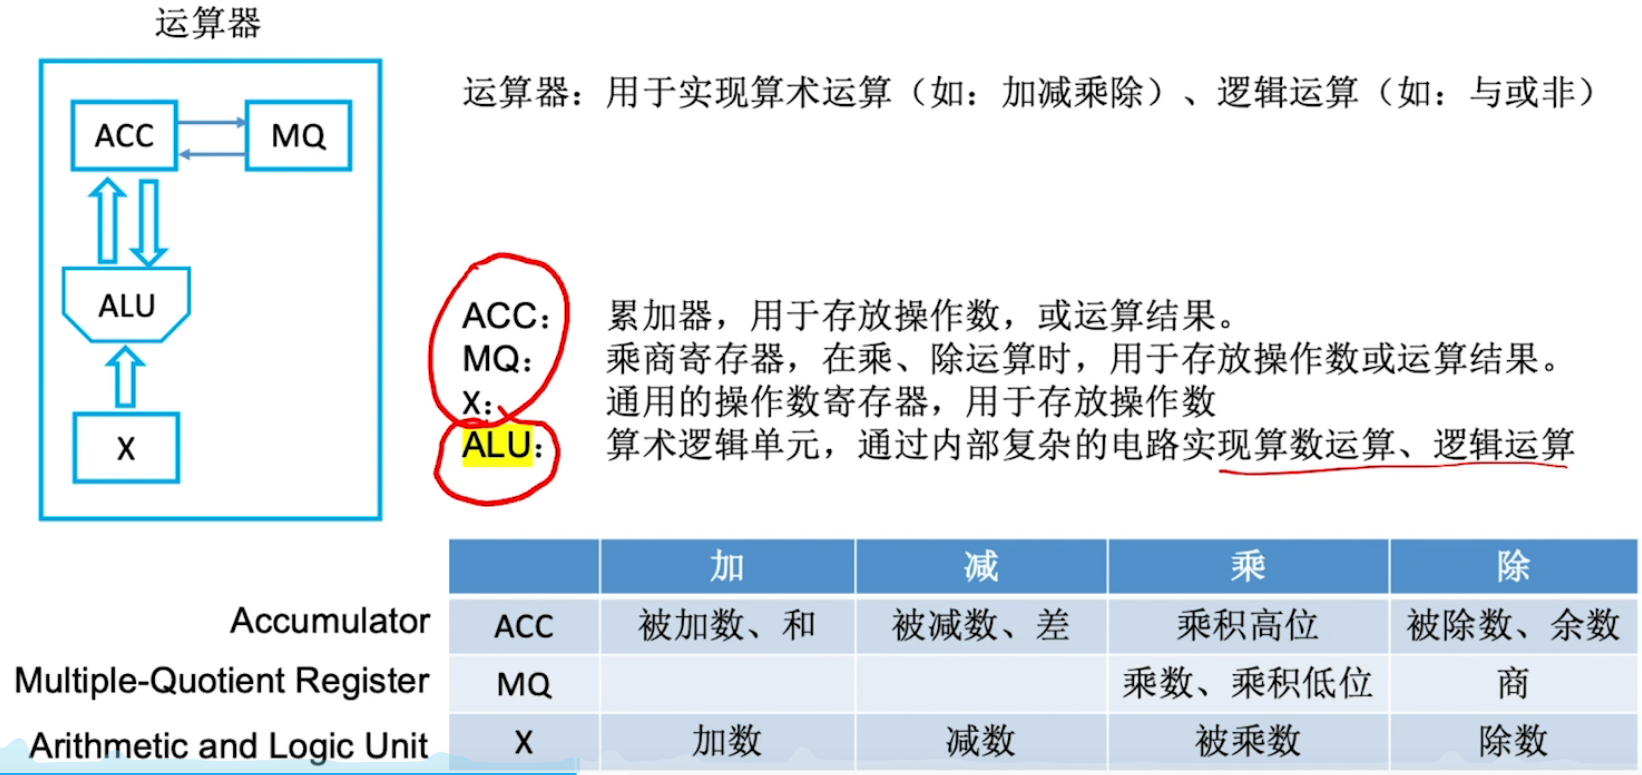 运算器
运算器：用于实现算术运算（如：加减乘除）、逻辑运算（如：与或非）
ACC
MQ
ALU
X
ACC： 累加器，用于存放操作数，或运算结果。
MQ： 乘商寄存器，在乘、除运算时，用于存放操作数或运算结果。
X： 通用的操作数寄存器，用于存放操作数
ALU： 算术逻辑单元，通过内部复杂的电路实现算数运算、逻辑运算
加 减 乘 除
Accumulator ACC 被加数、和 被减数、差 乘积高位 被除数、余数
Multiple-Quotient Register MQ 乘数、乘积低位 商
Arithmetic and Logic Unit X 加数 减数 被乘数 除数